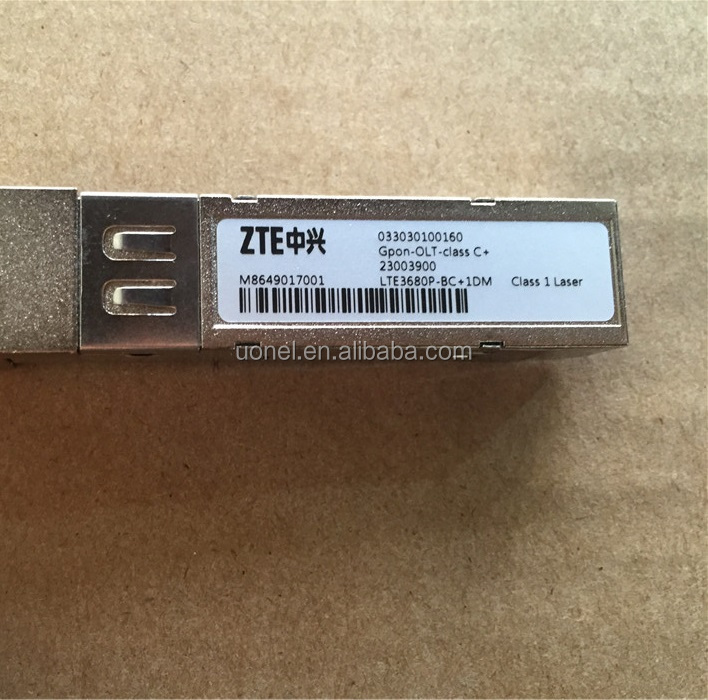 ZTE中兴
033030100160
Gpon-OLT-class C+
23003900
M8649017001 LTE3680P-BC+1DM Class 1 Laser
uonel.en.alibaba.com